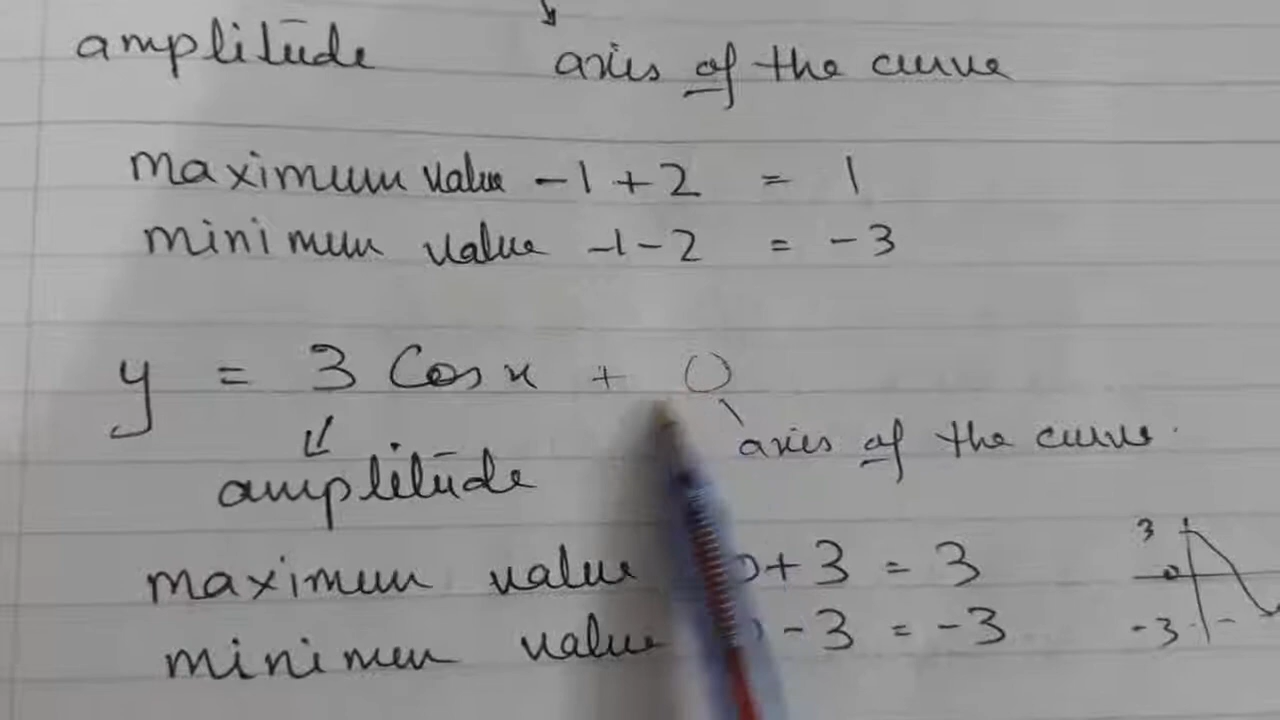 amplitude axis of the curve
maximum value -1 + 2 = 1
minimum value -1 - 2 = -3
y = 3 Cos x + 0
axis of the curve
amplitude
maximum value 0+3 = 3
minimum value - 3 = -3
3
0
-3